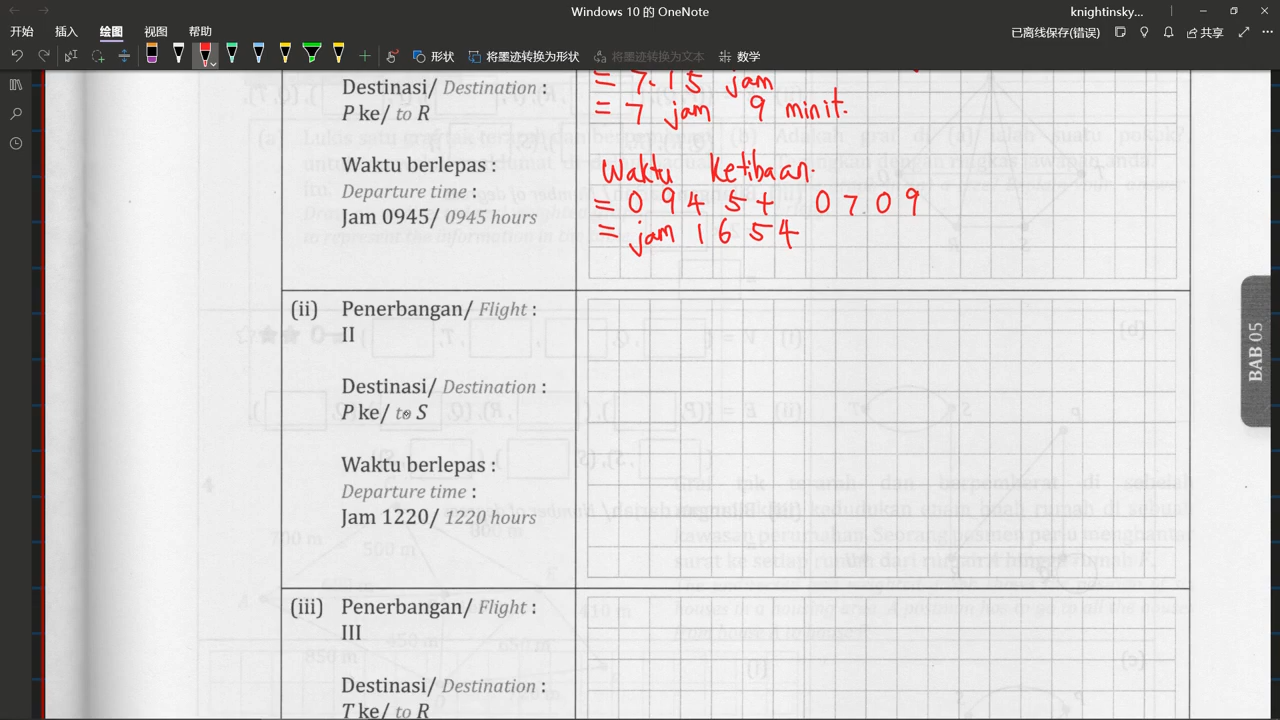 Windows 10 的 OneNote
knightinsky...
开始 插入 绘图 视图 帮助
已离线保存(错误) 共享
形状 将墨迹转换为形状 将墨迹转换为文本 数学
Destinasi/ Destination :
P ke/ to R
Waktu berlepas :
Departure time :
Jam 0945/ 0945 hours
= 7.15 jam
= 7 jam 9 minit.
Waktu Ketibaan.
= 0945 + 0709
= jam 1654
(ii) Penerbangan/ Flight :
II
Destinasi/ Destination :
P ke/ to S
Waktu berlepas :
Departure time :
Jam 1220/ 1220 hours
(iii) Penerbangan/ Flight :
III
Destinasi/ Destination :
T ke/ to R
BAB 05